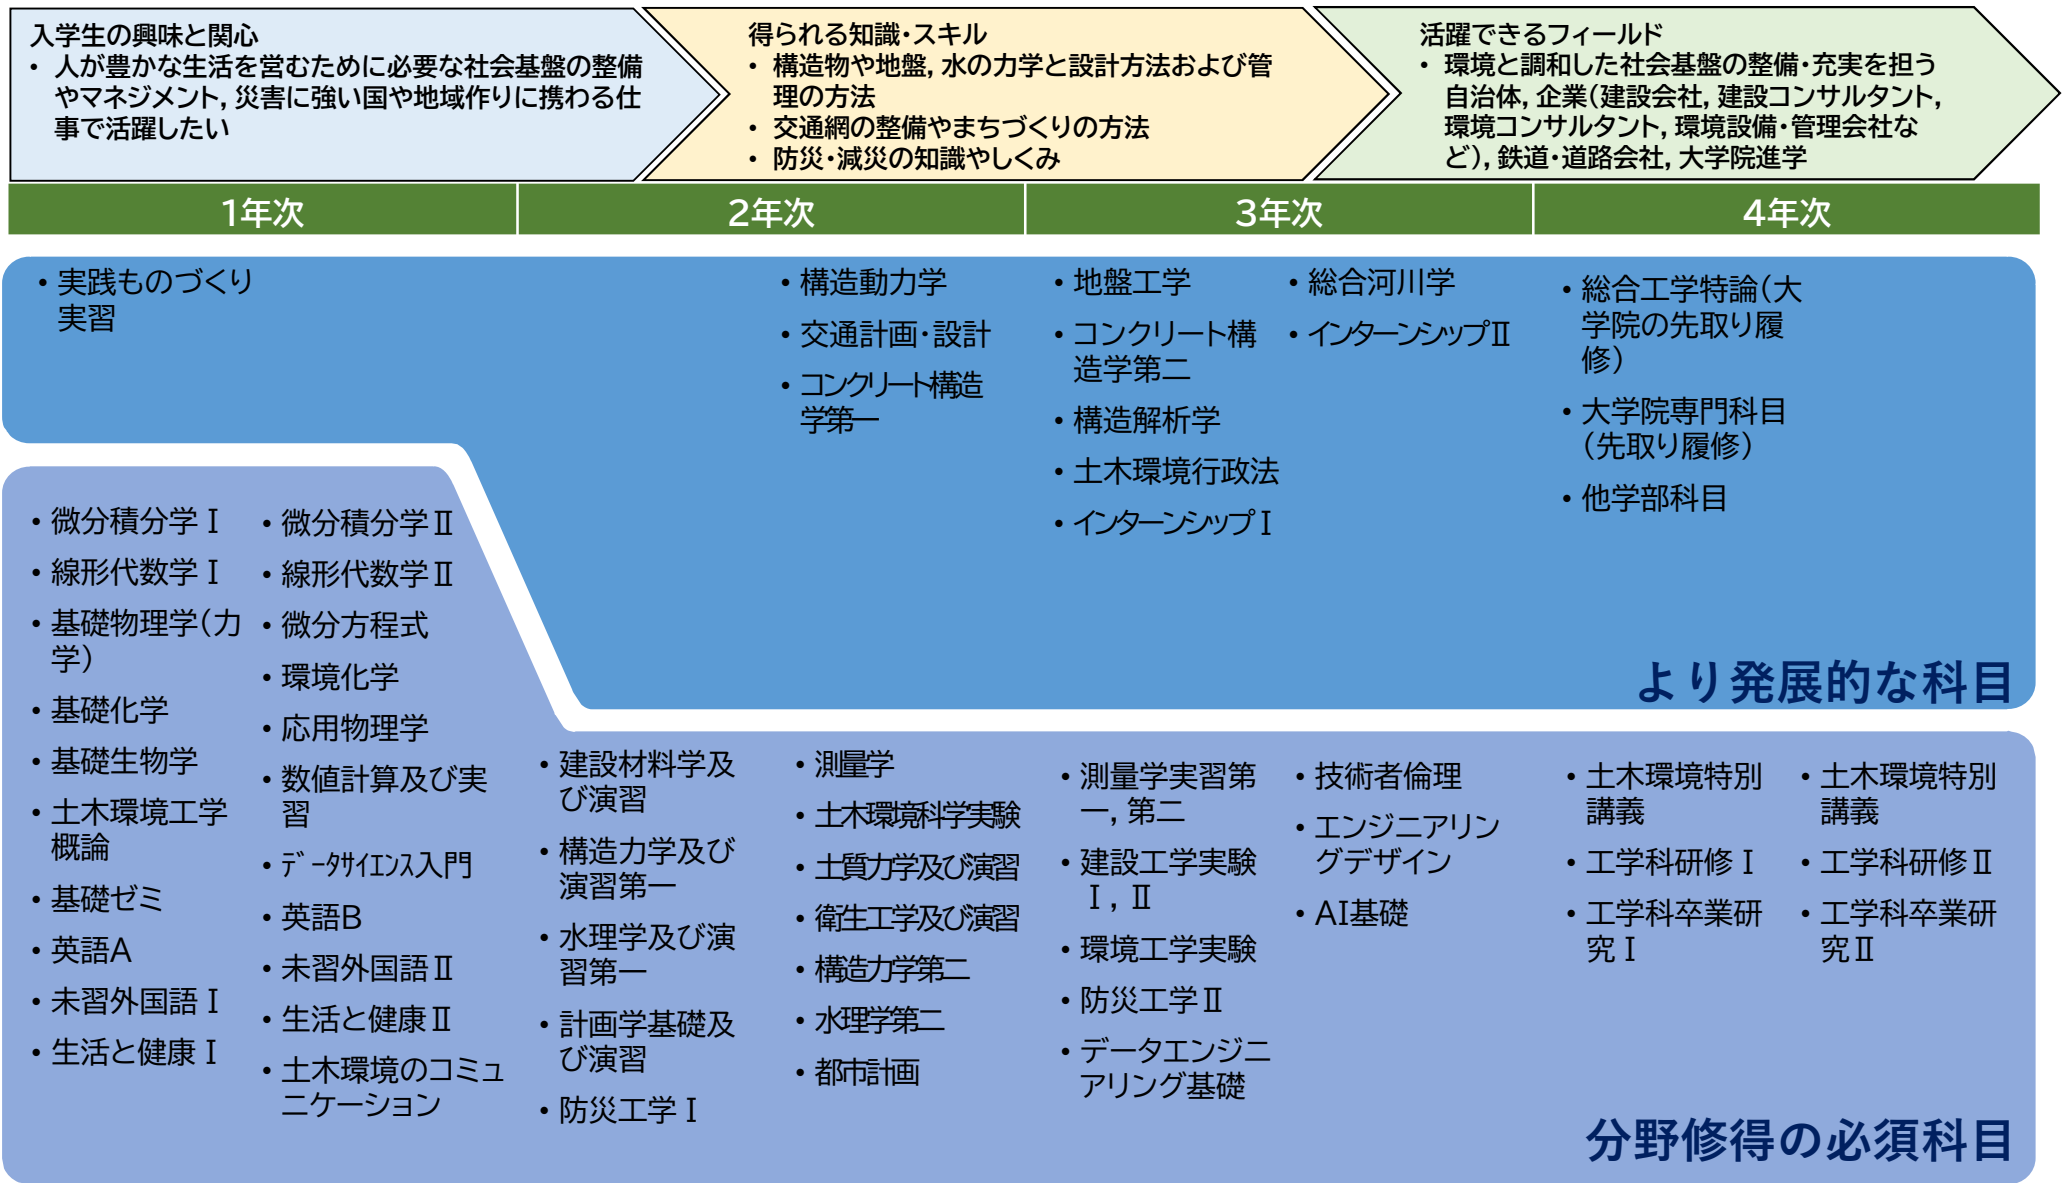 入学生の興味と関心
• 人が豊かな生活を営むために必要な社会基盤の整備
やマネジメント，災害に強い国や地域作りに携わる仕
事で活躍したい
得られる知識・スキル
• 構造物や地盤，水の力学と設計方法および管
理の方法
• 交通網の整備やまちづくりの方法
• 防災・減災の知識やしくみ
活躍できるフィールド
• 環境と調和した社会基盤の整備・充実を担う
自治体，企業（建設会社，建設コンサルタント，
環境コンサルタント，環境設備・管理会社な
ど），鉄道・道路会社，大学院進学
1年次
2年次
3年次
4年次
• 実践ものづくり
実習
• 構造動力学
• 交通計画・設計
• コンクリート構造
学第一
• 地盤工学
• コンクリート構
造学第二
• 構造解析学
• 土木環境行政法
• インターンシップⅠ
• 総合河川学
• インターンシップⅡ
• 総合工学特論（大
学院の先取り履
修）
• 大学院専門科目
（先取り履修）
• 他学部科目
より発展的な科目
• 微分積分学Ⅰ
• 線形代数学Ⅰ
• 基礎物理学（力
学）
• 基礎化学
• 基礎生物学
• 土木環境工学
概論
• 基礎ゼミ
• 英語A
• 未習外国語Ⅰ
• 生活と健康Ⅰ
• 微分積分学Ⅱ
• 線形代数学Ⅱ
• 微分方程式
• 環境化学
• 応用物理学
• 数値計算及び実
習
• ﾃﾞｰﾀｻｲｴﾝｽ入門
• 英語B
• 未習外国語Ⅱ
• 生活と健康Ⅱ
• 土木環境のコミュ
ニケーション
• 建設材料学及
び演習
• 構造力学及び
演習第一
• 水理学及び演
習第一
• 計画学基礎及
び演習
• 防災工学Ⅰ
• 測量学
• 土木環境科学実験
• 土質力学及び演習
• 衛生工学及び演習
• 構造力学第二
• 水理学第二
• 都市計画
• 測量学実習第
一，第二
• 建設工学実験
Ⅰ，Ⅱ
• 環境工学実験
• 防災工学Ⅱ
• データエンジニ
アリング基礎
• 技術者倫理
• エンジニアリン
グデザイン
• AI基礎
• 土木環境特別
講義
• 工学科研修Ⅰ
• 工学科卒業研
究Ⅰ
• 土木環境特別
講義
• 工学科研修Ⅱ
• 工学科卒業研
究Ⅱ
分野修得の必須科目